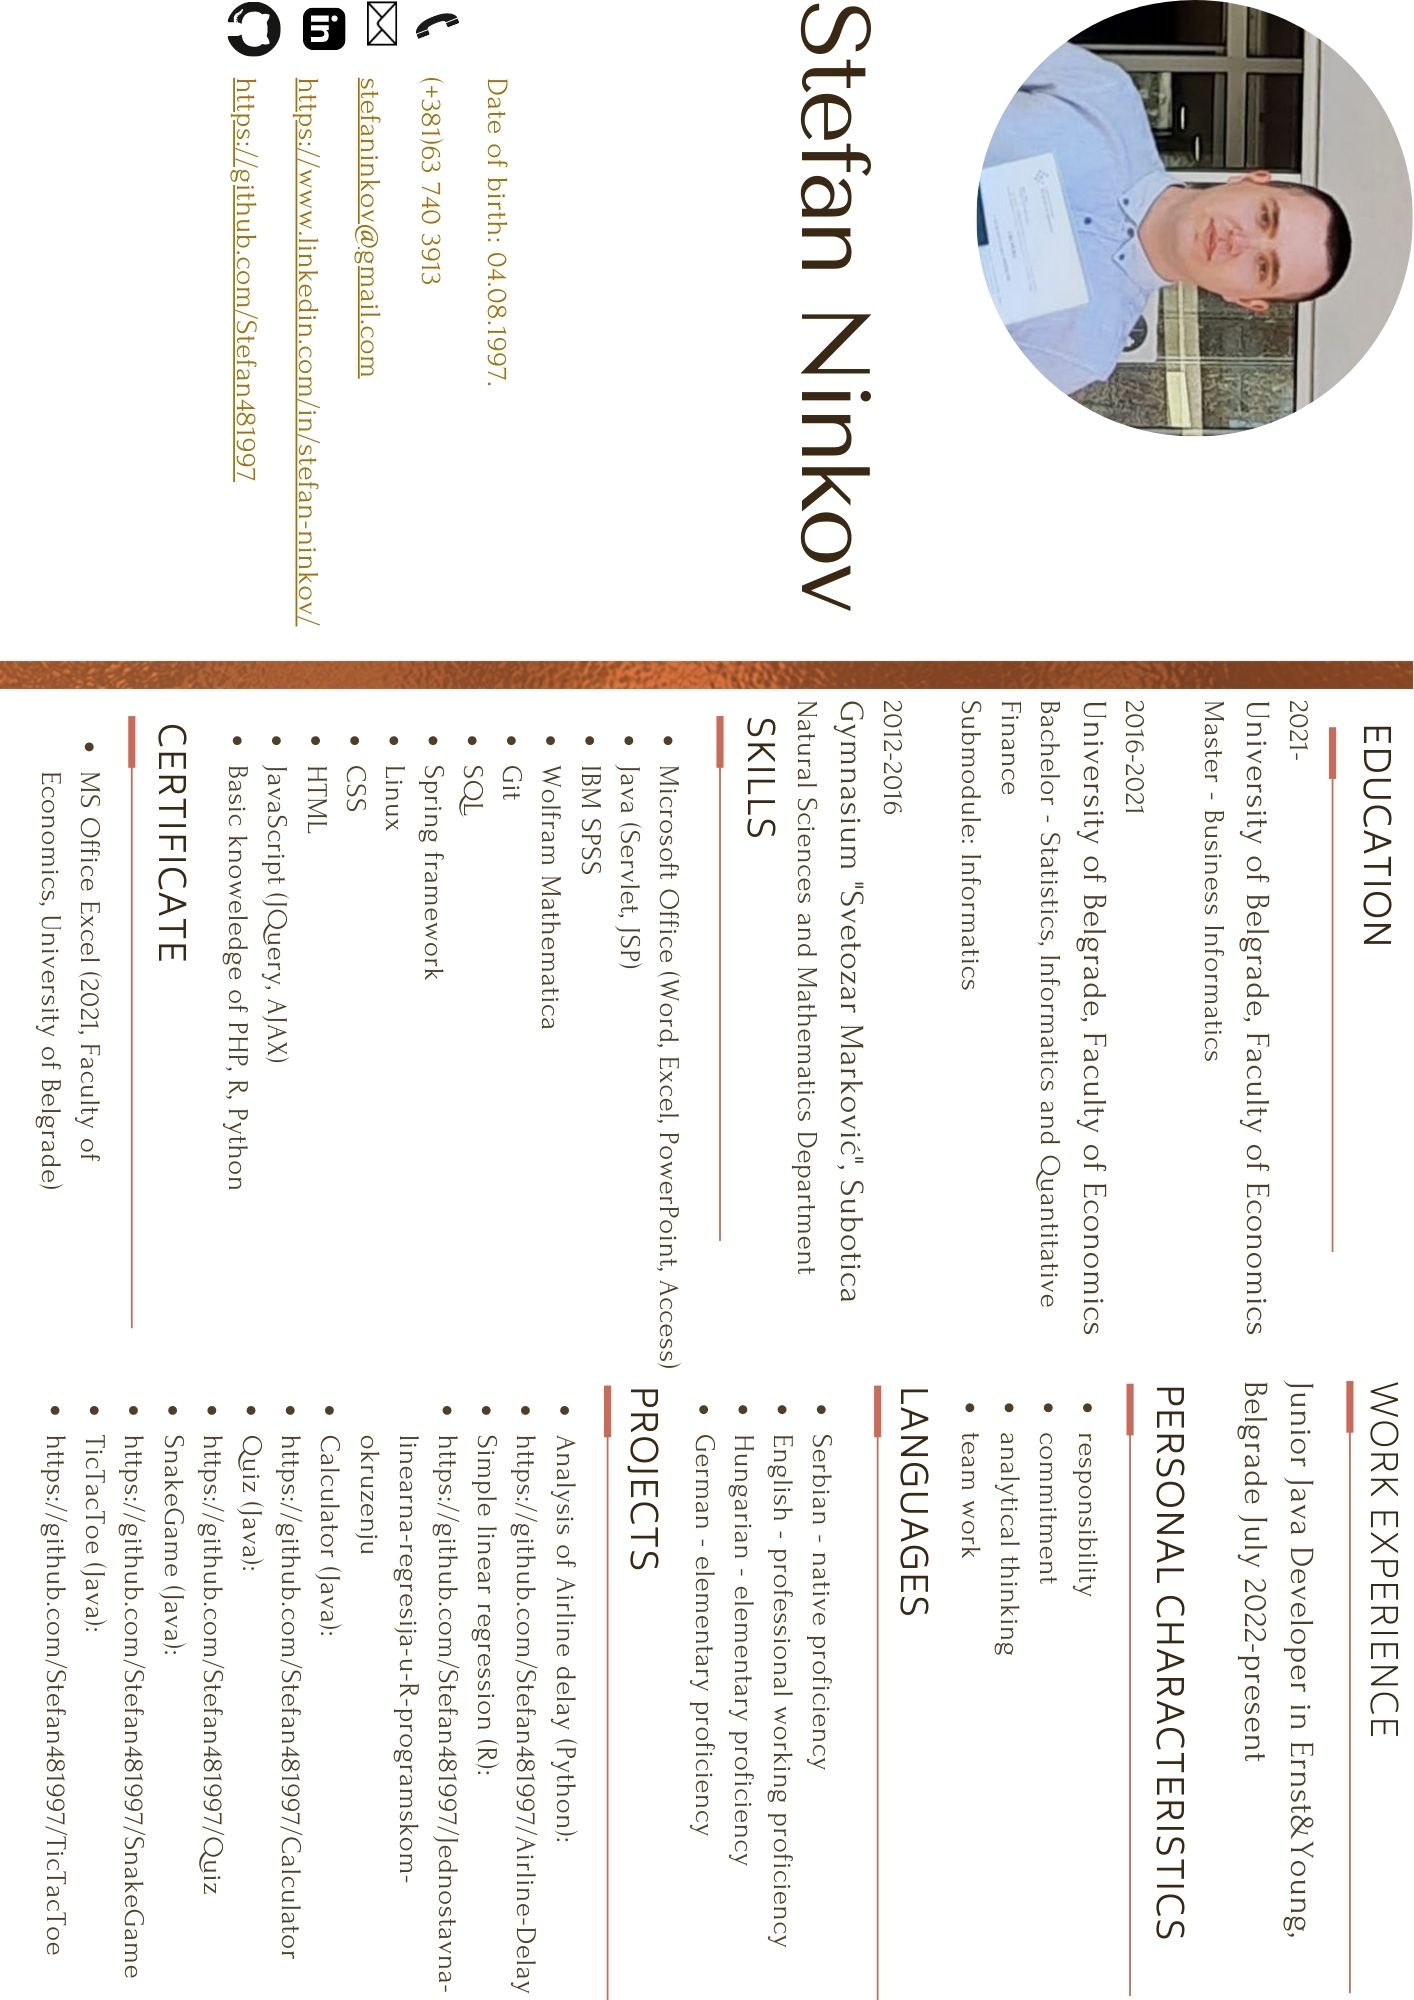 Stefan Ninkov
Date of birth: 04.08.1997.
(+381)63 740 3913
stefaninkov@gmail.com
https://www.linkedin.com/in/stefan-ninkov/
https://github.com/Stefan481997
EDUCATION
2021-
University of Belgrade, Faculty of Economics
Master - Business Informatics
2016-2021
University of Belgrade, Faculty of Economics
Bachelor - Statistics, Informatics and Quantitative
Finance
Submodule: Informatics
2012-2016
Gymnasium "Svetozar Marković", Subotica
Natural Sciences and Mathematics Department
SKILLS
• Microsoft Office (Word, Excel, PowerPoint, Access)
• Java (Servlet, JSP)
• IBM SPSS
• Wolfram Mathematica
• Git
• SQL
• Spring framework
• Linux
• CSS
• HTML
• JavaScript (JQuery, AJAX)
• Basic knoweledge of PHP, R, Python
CERTIFICATE
• MS Office Excel (2021, Faculty of
Economics, University of Belgrade)
WORK EXPERIENCE
Junior Java Developer in Ernst&Young,
Belgrade July 2022-present
PERSONAL CHARACTERISTICS
• responsibility
• commitment
• analytical thinking
• team work
LANGUAGES
• Serbian - native proficiency
• English - professional working proficiency
• Hungarian - elementary proficiency
• German - elementary proficiency
PROJECTS
• Analysis of Airline delay (Python):
• https://github.com/Stefan481997/Airline-Delay
• Simple linear regression (R):
• https://github.com/Stefan481997/Jednostavna-
linearna-regresija-u-R-programskom-
okruzenju
• Calculator (Java):
• https://github.com/Stefan481997/Calculator
• Quiz (Java):
• https://github.com/Stefan481997/Quiz
• SnakeGame (Java):
• https://github.com/Stefan481997/SnakeGame
• TicTacToe (Java):
• https://github.com/Stefan481997/TicTacToe